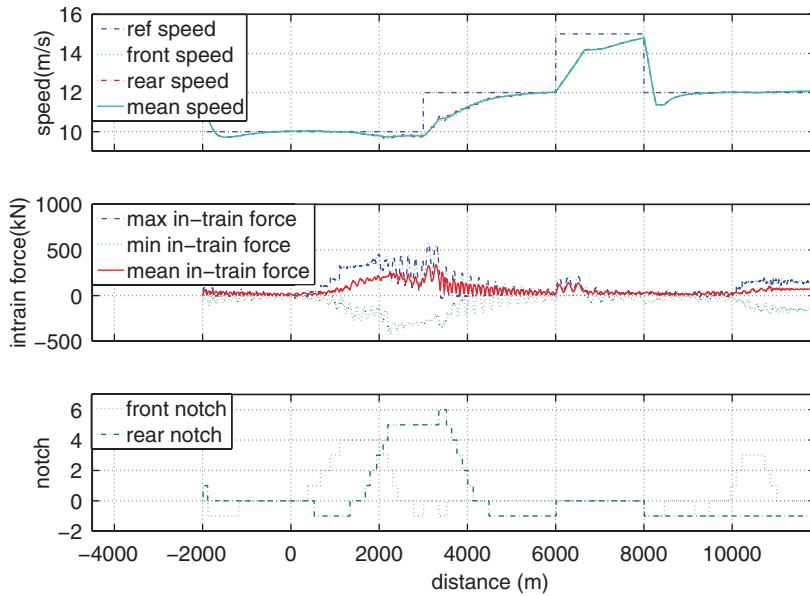 16
14
12
10
speed(m/s)
ref speed
front speed
rear speed
mean speed
1000
500
0
−500
intrain force(kN)
max in−train force
min in−train force
mean in−train force
6
4
2
0
−2
notch
front notch
rear notch
−4000 −2000 0 2000 4000 6000 8000 10000
distance (m)